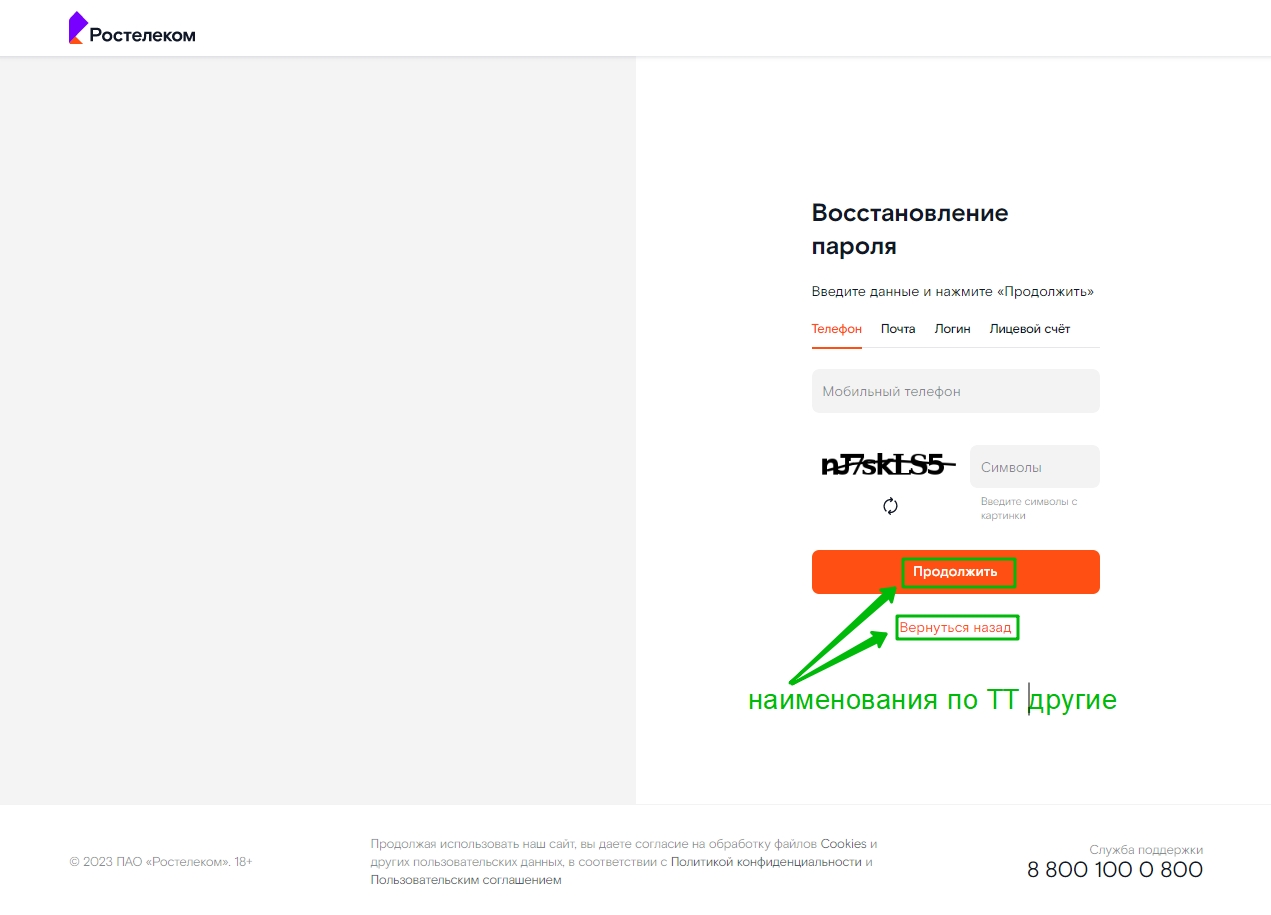 Ростелеком
Восстановление
пароля
Введите данные и нажмите «Продолжить»
Телефон Почта Логин Лицевой счёт
Мобильный телефон
nJ7skLS5
Символы
Введите символы с
картинки
Продолжить
Вернуться назад
наименования по ТТ другие
© 2023 ПАО «Ростелеком». 18+
Продолжая использовать наш сайт, вы даете согласие на обработку файлов Cookies и
других пользовательских данных, в соответствии с Политикой конфиденциальности и
Пользовательским соглашением
Служба поддержки
8 800 100 0 800